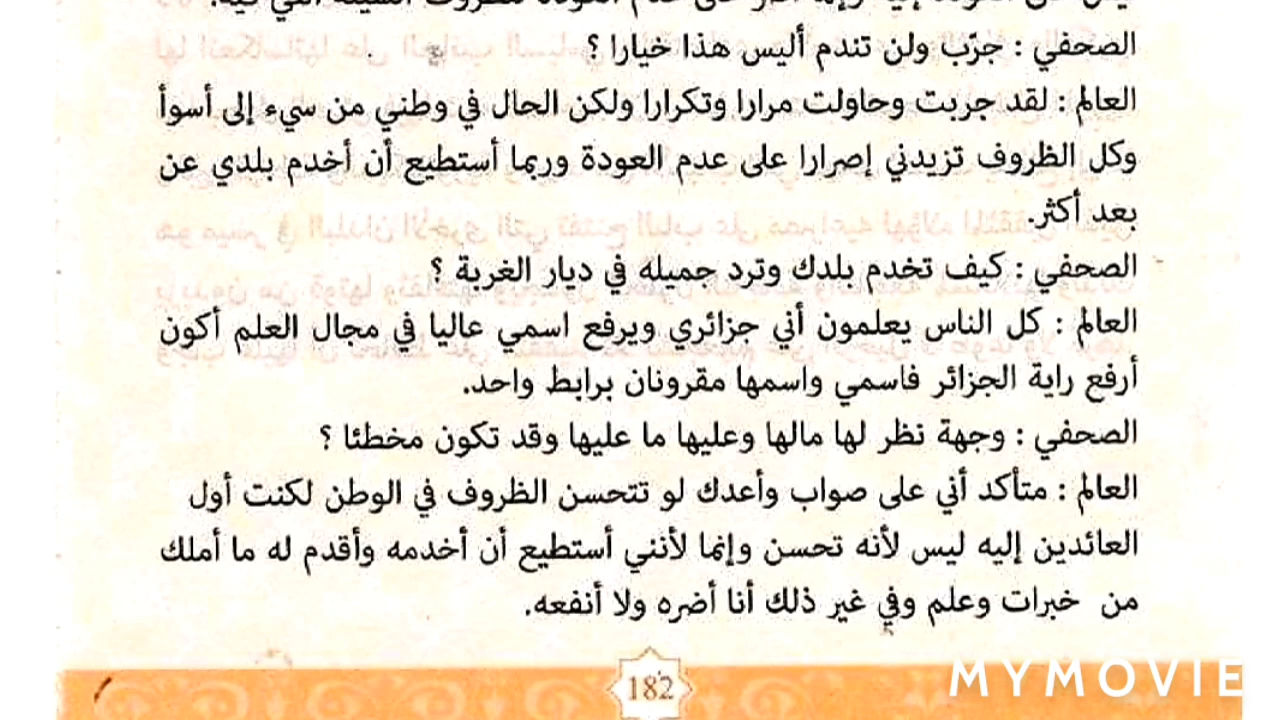 الصحفي : جرّب ولن تندم أليس هذا خيارا ؟
العالم : لقد جربت وحاولت مرارا وتكرارا ولكن الحال في وطني من سيء إلى أسوأ
وكل الظروف تزيدني إصرارا على عدم العودة وربما أستطيع أن أخدم بلدي عن
بعد أكثر.
الصحفي : كيف تخدم بلدك وترد جميله في ديار الغربة ؟
العالم : كل الناس يعلمون أني جزائري ويرفع اسمي عاليا في مجال العلم أكون
أرفع راية الجزائر فاسمي واسمها مقرونان برابط واحد.
الصحفي : وجهة نظر لها مالها وعليها ما عليها وقد تكون مخطئا ؟
العالم : متأكد أني على صواب وأعدك لو تتحسن الظروف في الوطن لكنت أول
العائدين إليه ليس لأنه تحسن وإنما لأنني أستطيع أن أخدمه وأقدم له ما أملك
من خبرات وعلم وفي غير ذلك أنا أضره ولا أنفعه.
182
MYMOVIE